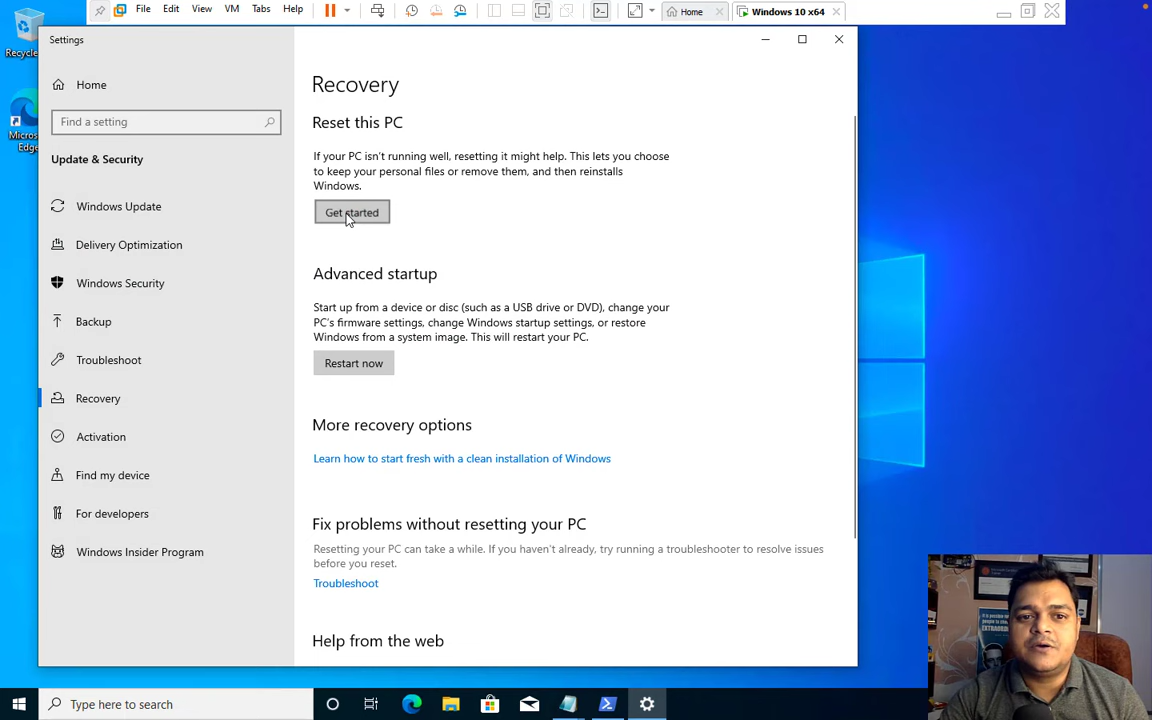 File Edit View VM Tabs Help
Home
Windows 10 x64
Recycle
Micros
Edge
Settings
Home
Find a setting
Update & Security
Windows Update
Delivery Optimization
Windows Security
Backup
Troubleshoot
Recovery
Activation
Find my device
For developers
Windows Insider Program
Recovery
Reset this PC
If your PC isn't running well, resetting it might help. This lets you choose
to keep your personal files or remove them, and then reinstalls
Windows.
Get started
Advanced startup
Start up from a device or disc (such as a USB drive or DVD), change your
PC's firmware settings, change Windows startup settings, or restore
Windows from a system image. This will restart your PC.
Restart now
More recovery options
Learn how to start fresh with a clean installation of Windows
Fix problems without resetting your PC
Resetting your PC can take a while. If you haven't already, try running a troubleshooter to resolve issues
before you reset.
Troubleshoot
Help from the web
EXTRAORDIN
Type here to search